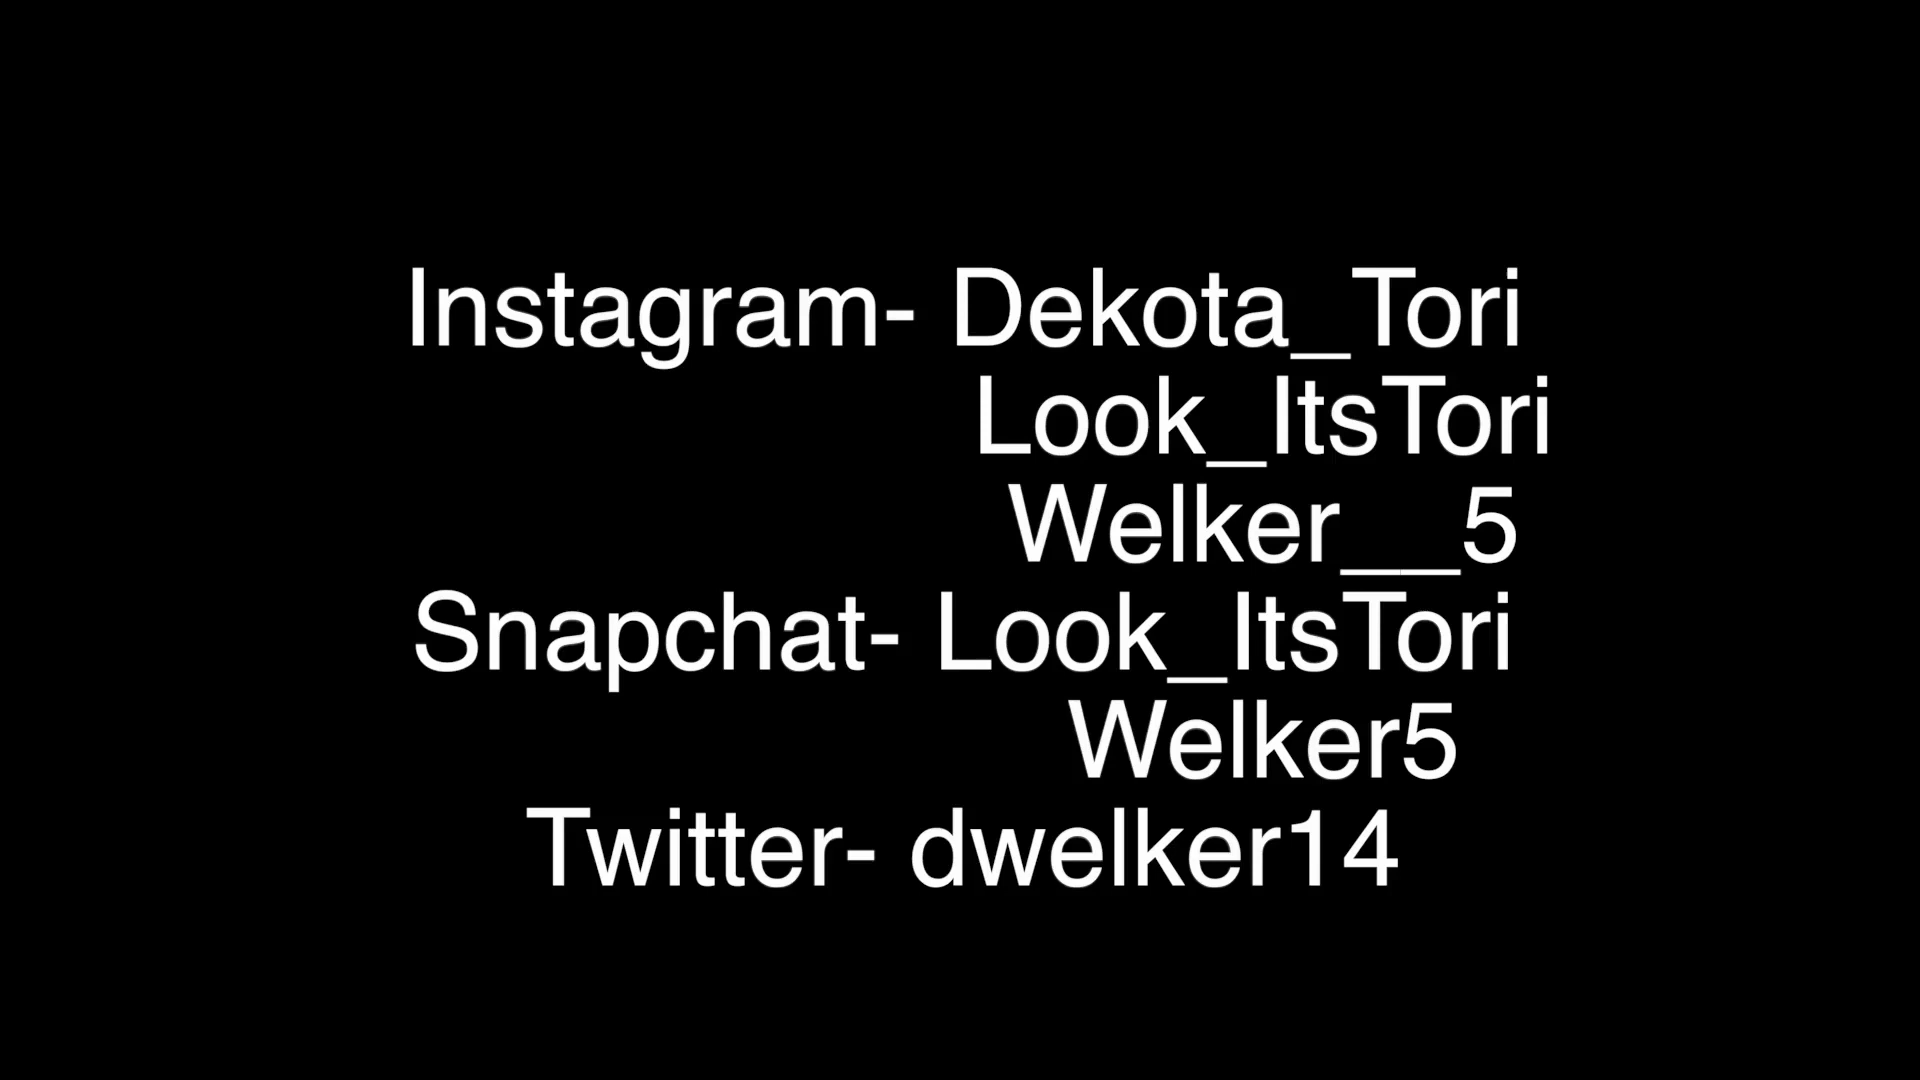 Instagram- Dekota_Tori
Look_ItsTori
Welker__5
Snapchat- Look_ItsTori
Welker5
Twitter- dwelker14